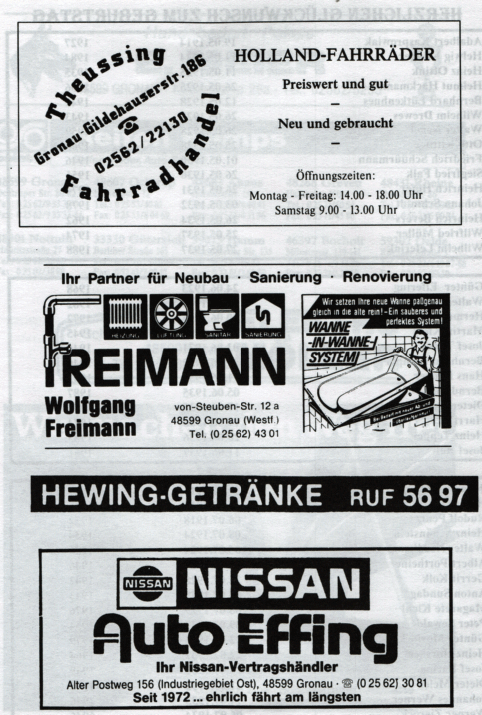 Theussing
Gronau-Gildehauserstr.186
02562/22130
Fahrradhandel
HOLLAND-FAHRRÄDER
Preiswert und gut
–
Neu und gebraucht
–
Öffnungszeiten:
Montag - Freitag: 14.00 - 18.00 Uhr
Samstag 9.00 - 13.00 Uhr
Ihr Partner für Neubau · Sanierung · Renovierung
HEIZUNG LÜFTUNG SANITÄR SANIERUNG
FREIMANN
Wolfgang
Freimann
von-Steuben-Str. 12 a
48599 Gronau (Westf.)
Tel. (0 25 62) 43 01
Wir setzen Ihre neue Wanne paßgenau
gleich in die alte rein! - Ein sauberes und
perfektes System!
WANNE
-IN-WANNE-
SYSTEM
HEWING-GETRÄNKE RUF 56 97
NISSAN NISSAN
Auto Effing
Ihr Nissan-Vertragshändler
Alter Postweg 156 (Industriegebiet Ost), 48599 Gronau · ☎ (0 25 62) 30 81
Seit 1972 ... ehrlich fährt am längsten